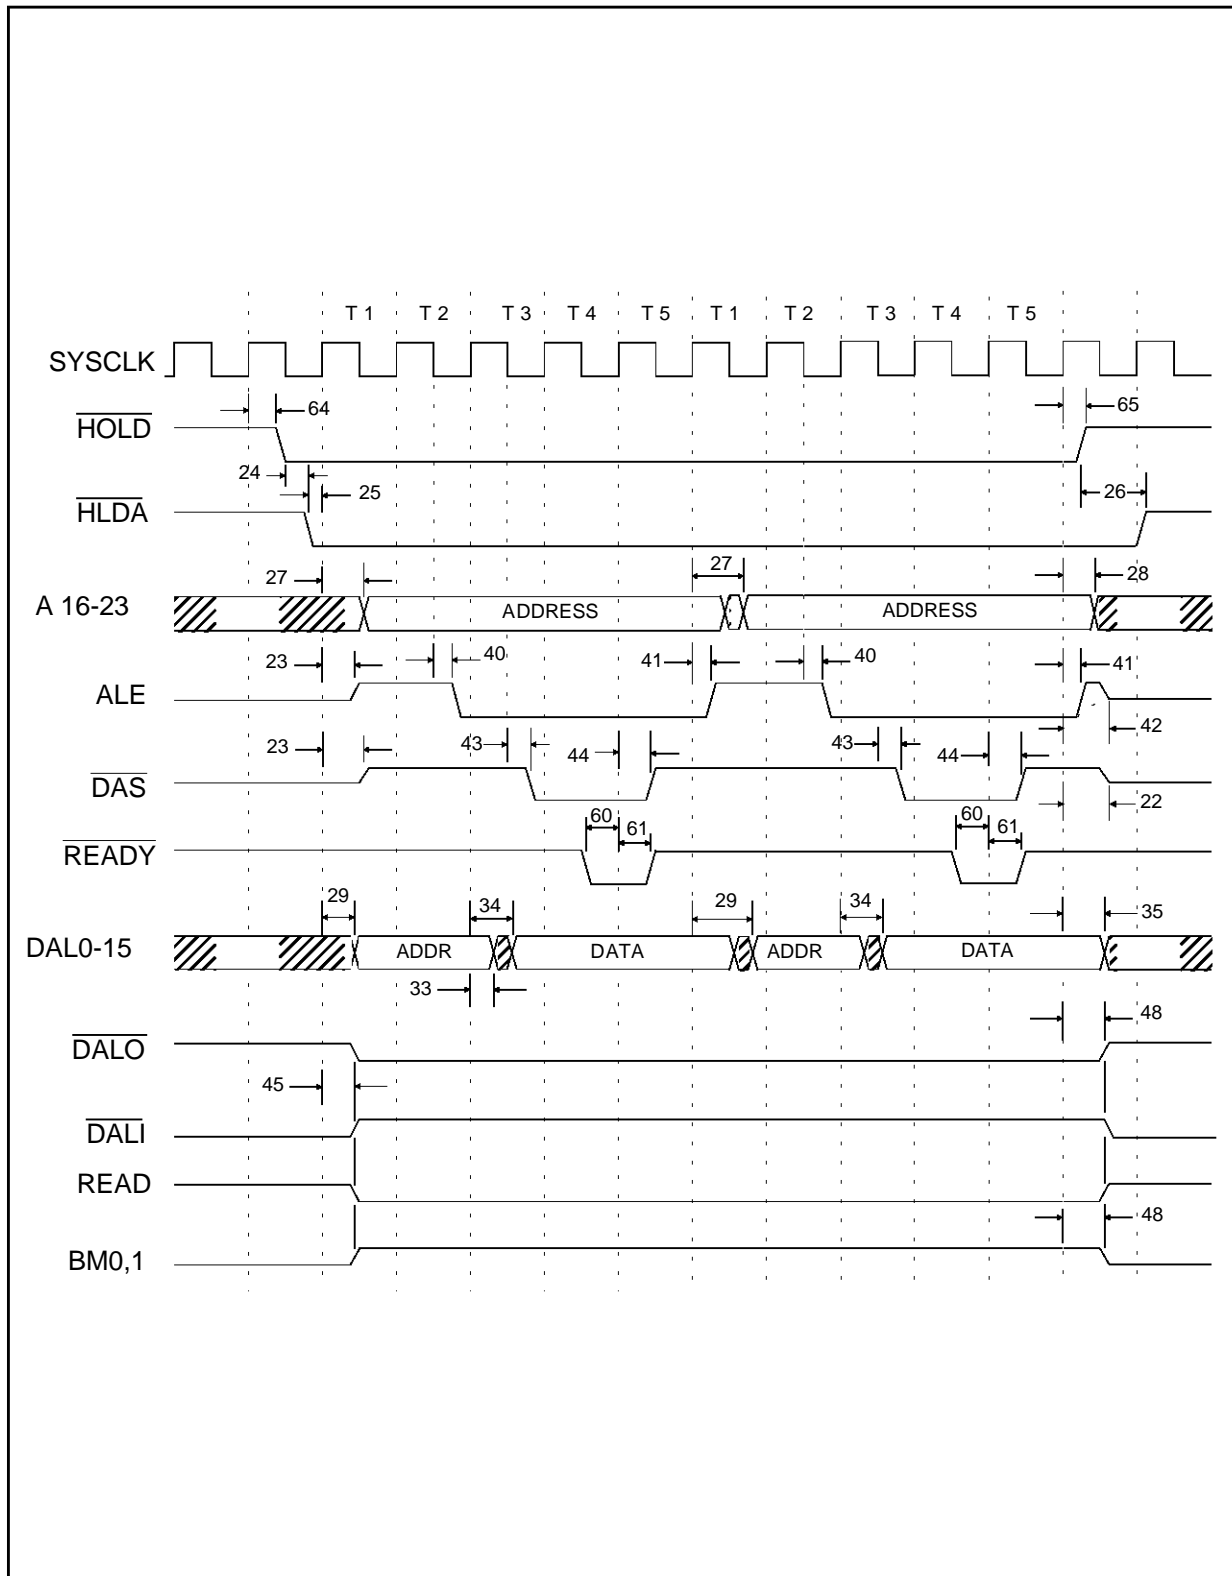 T 1 T 2 T 3 T 4 T 5 T 1 T 2 T 3 T 4 T 5
SYSCLK
64 65
HOLD
24 25 26
HLDA
27 27 28
A 16-23 ADDRESS ADDRESS
23 40 41 40 41
ALE
42
23 43 44 43 44
DAS
22
60 61 60 61
READY
29 34 29 34 35
DAL0-15 ADDR DATA ADDR DATA
33
48
DALO
45
DALI
READ
48
BM0,1